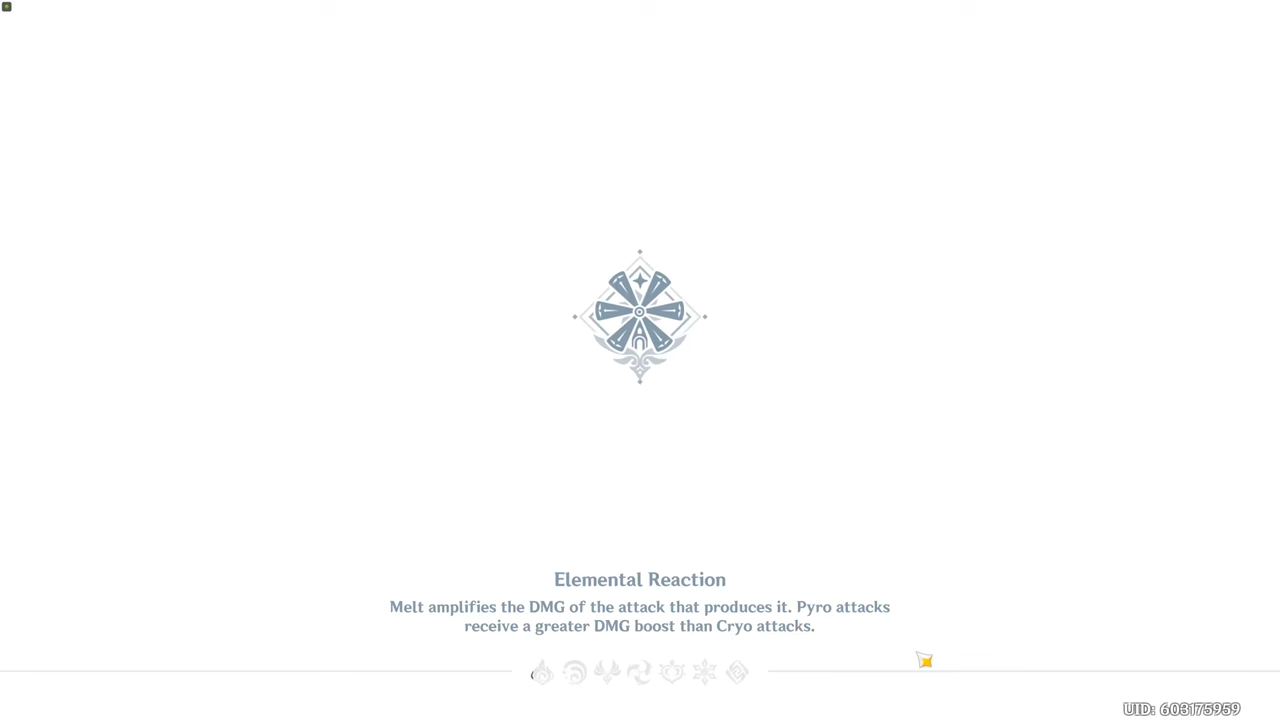 Elemental Reaction
Melt amplifies the DMG of the attack that produces it. Pyro attacks
receive a greater DMG boost than Cryo attacks.
UID: 603175959